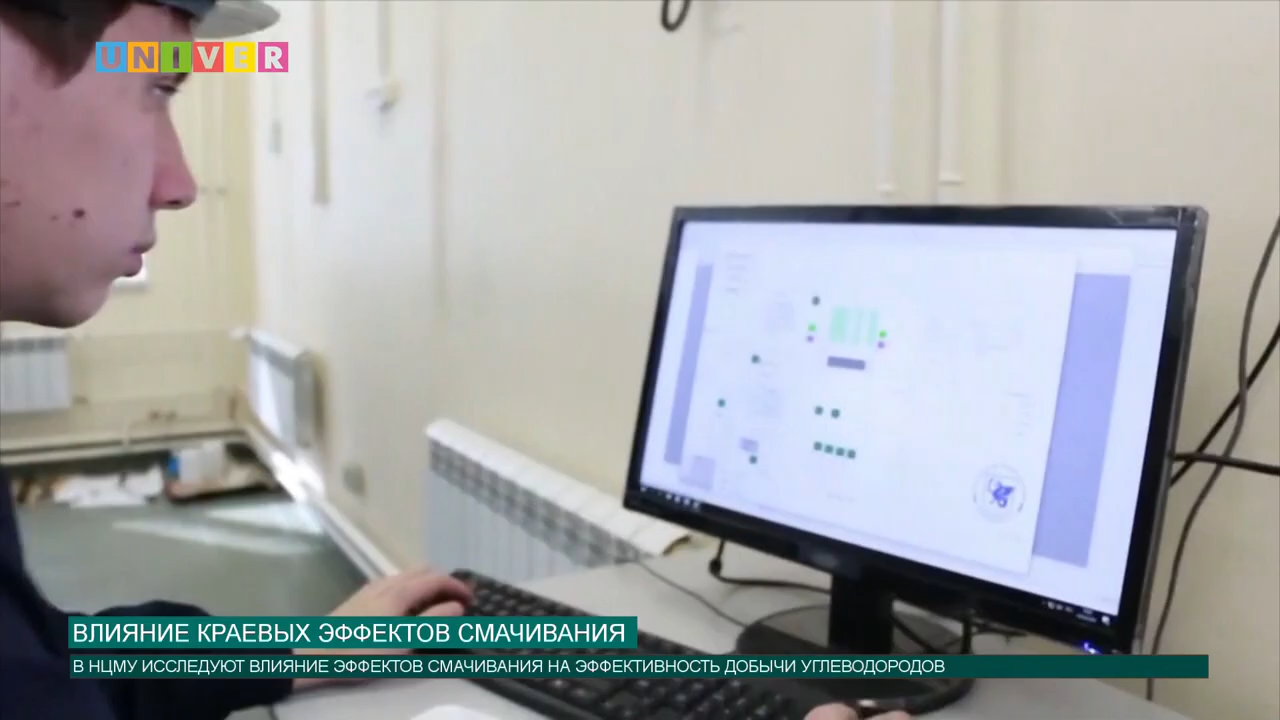 UNIVER
ВЛИЯНИЕ КРАЕВЫХ ЭФФЕКТОВ СМАЧИВАНИЯ
В НЦМУ ИССЛЕДУЮТ ВЛИЯНИЕ ЭФФЕКТОВ СМАЧИВАНИЯ НА ЭФФЕКТИВНОСТЬ ДОБЫЧИ УГЛЕВОДОРОДОВ